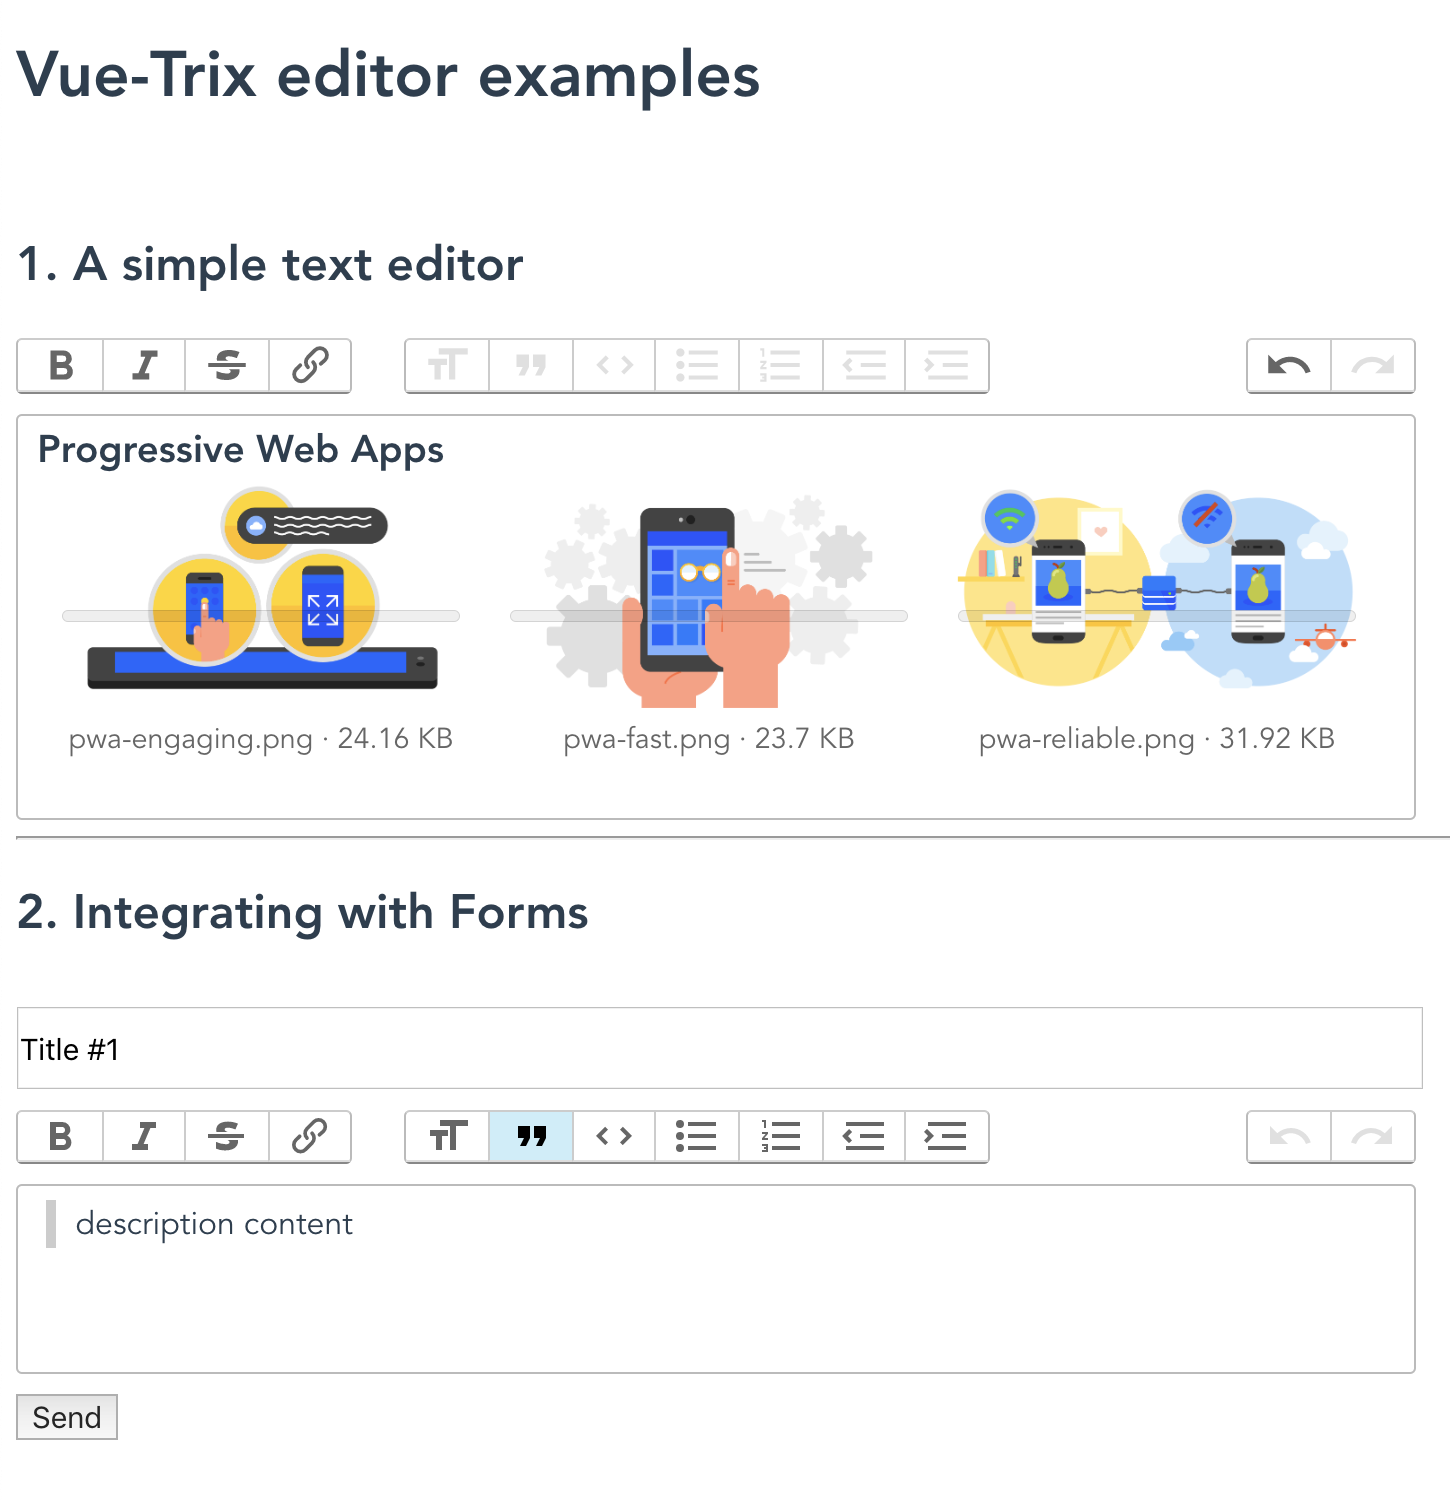 Vue-Trix editor examples
1. A simple text editor
Progressive Web Apps
pwa-engaging.png · 24.16 KB
pwa-fast.png · 23.7 KB
pwa-reliable.png · 31.92 KB
2. Integrating with Forms
Title #1
description content
Send